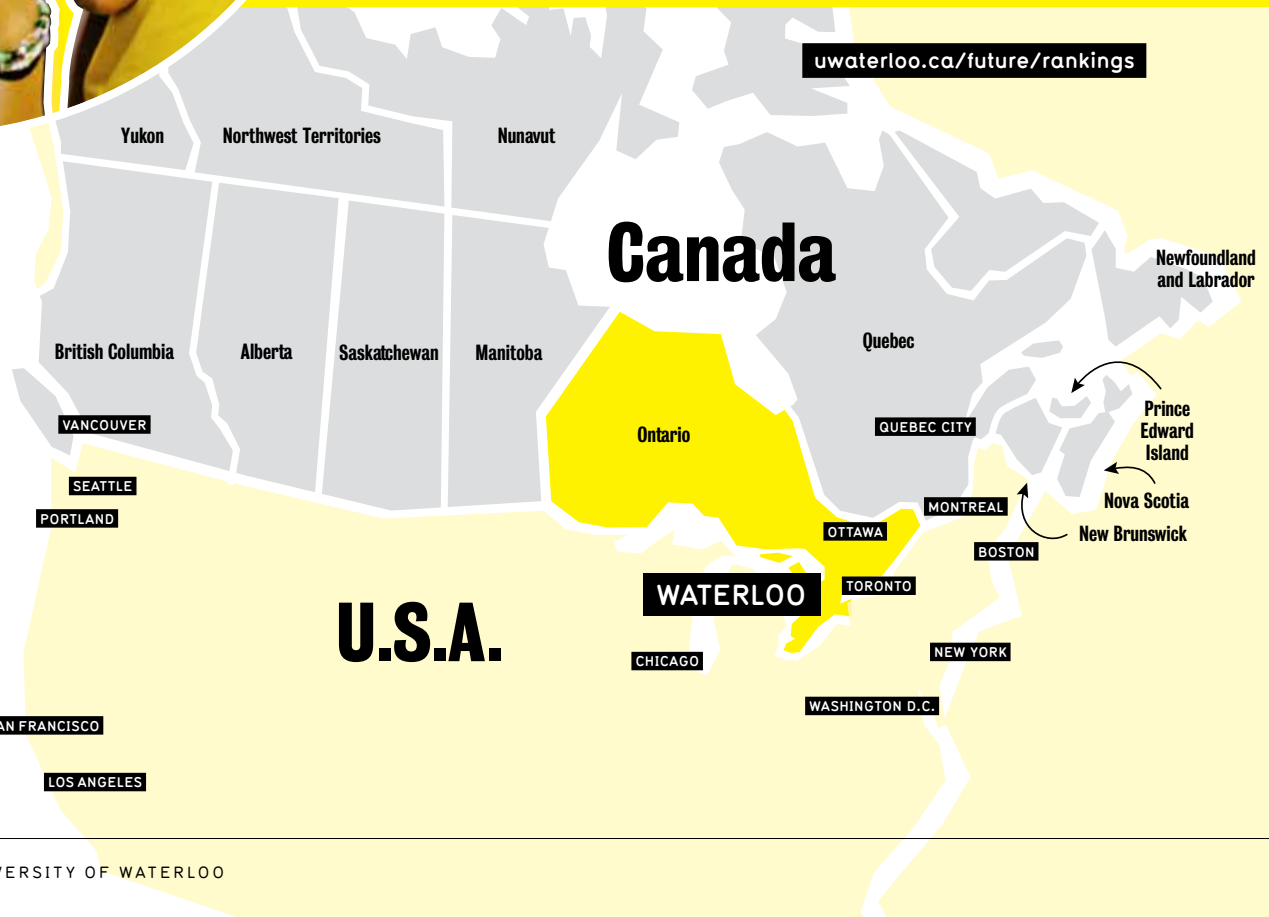 uwaterloo.ca/future/rankings
Yukon
Northwest Territories
Nunavut
Canada
Newfoundland
and Labrador
British Columbia
Alberta
Saskatchewan
Manitoba
Quebec
Ontario
Prince
Edward
Island
VANCOUVER
QUEBEC CITY
SEATTLE
PORTLAND
Nova Scotia
MONTREAL
New Brunswick
OTTAWA
BOSTON
WATERLOO
TORONTO
U.S.A.
CHICAGO
NEW YORK
WASHINGTON D.C.
AN FRANCISCO
LOS ANGELES
VERSITY OF WATERLOO